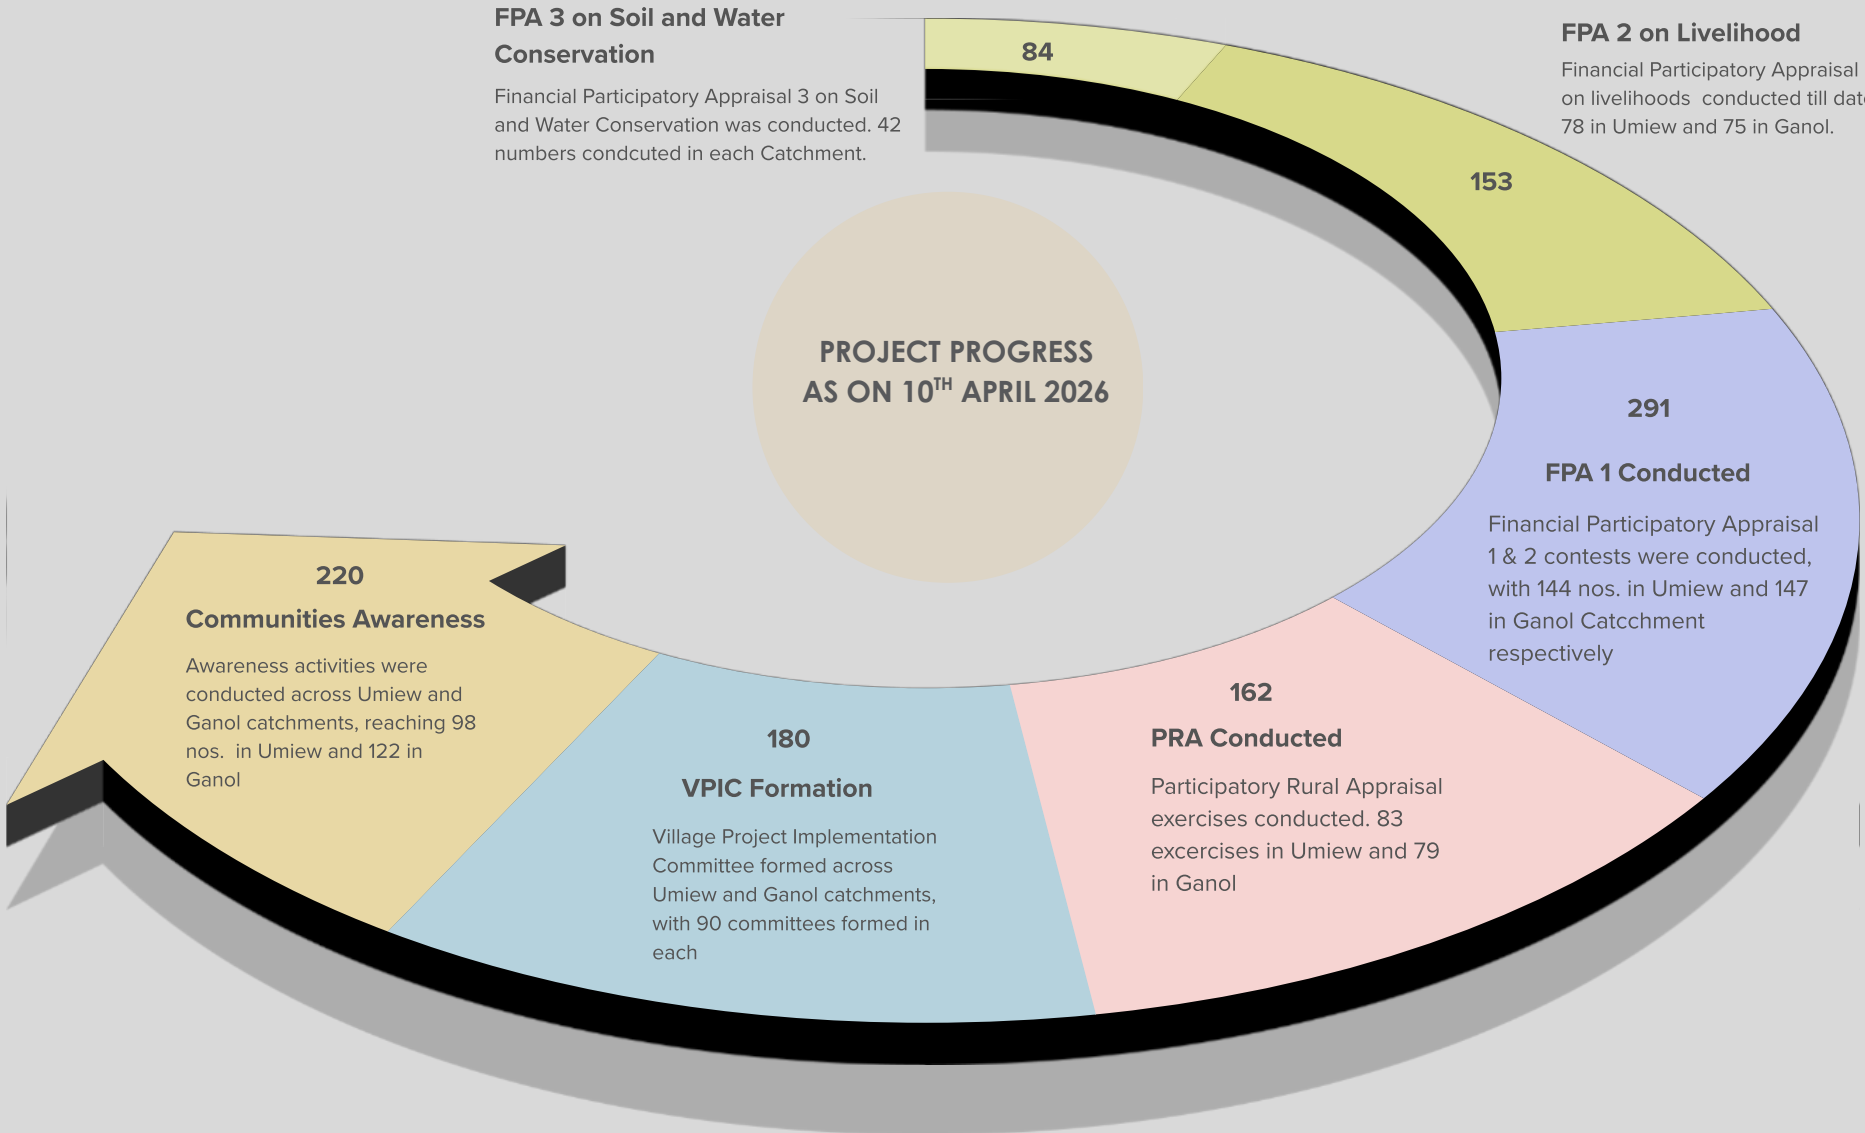 FPA 3 on Soil and Water
Conservation
Financial Participatory Appraisal 3 on Soil
and Water Conservation was conducted. 42
numbers condcuted in each Catchment.
84
FPA 2 on Livelihood
Financial Participatory Appraisal
on livelihoods conducted till
78 in Umiew and 75 in Ganol.
153
PROJECT PROGRESS
AS ON 10TH APRIL 2026
291
FPA 1 Conducted
Financial Participatory Appraisal
1 & 2 contests were conducted,
with 144 nos. in Umiew and 147
in Ganol Catcchment
respectively
162
PRA Conducted
Participatory Rural Appraisal
exercises conducted. 83
excercises in Umiew and 79
in Ganol
180
VPIC Formation
Village Project Implementation
Committee formed across
Umiew and Ganol catchments,
with 90 committees formed in
each
220
Communities Awareness
Awareness activities were
conducted across Umiew and
Ganol catchments, reaching 98
nos. in Umiew and 122 in
Ganol